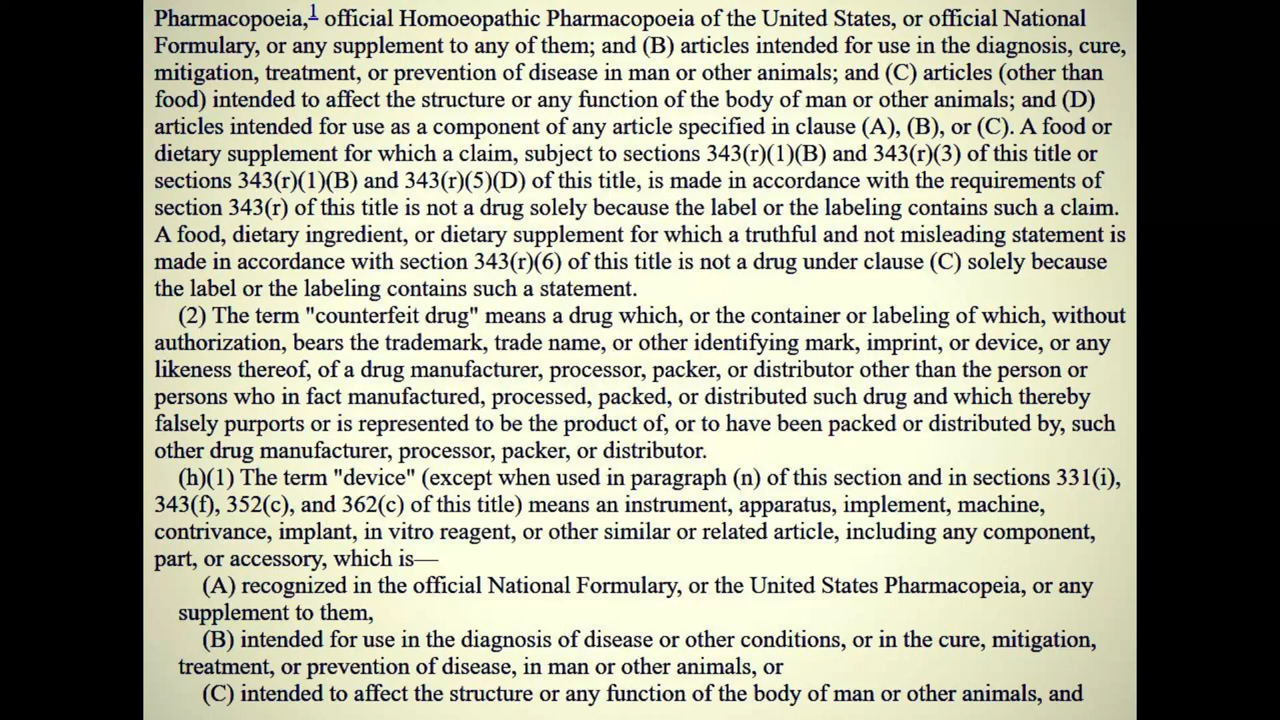 Pharmacopoeia,1 official Homoeopathic Pharmacopoeia of the United States, or official National
Formulary, or any supplement to any of them; and (B) articles intended for use in the diagnosis, cure,
mitigation, treatment, or prevention of disease in man or other animals; and (C) articles (other than
food) intended to affect the structure or any function of the body of man or other animals; and (D)
articles intended for use as a component of any article specified in clause (A), (B), or (C). A food or
dietary supplement for which a claim, subject to sections 343(r)(1)(B) and 343(r)(3) of this title or
sections 343(r)(1)(B) and 343(r)(5)(D) of this title, is made in accordance with the requirements of
section 343(r) of this title is not a drug solely because the label or the labeling contains such a claim.
A food, dietary ingredient, or dietary supplement for which a truthful and not misleading statement is
made in accordance with section 343(r)(6) of this title is not a drug under clause (C) solely because
the label or the labeling contains such a statement.
(2) The term "counterfeit drug" means a drug which, or the container or labeling of which, without
authorization, bears the trademark, trade name, or other identifying mark, imprint, or device, or any
likeness thereof, of a drug manufacturer, processor, packer, or distributor other than the person or
persons who in fact manufactured, processed, packed, or distributed such drug and which thereby
falsely purports or is represented to be the product of, or to have been packed or distributed by, such
other drug manufacturer, processor, packer, or distributor.
(h)(1) The term "device" (except when used in paragraph (n) of this section and in sections 331(i),
343(f), 352(c), and 362(c) of this title) means an instrument, apparatus, implement, machine,
contrivance, implant, in vitro reagent, or other similar or related article, including any component,
part, or accessory, which is—
(A) recognized in the official National Formulary, or the United States Pharmacopeia, or any
supplement to them,
(B) intended for use in the diagnosis of disease or other conditions, or in the cure, mitigation,
treatment, or prevention of disease, in man or other animals, or
(C) intended to affect the structure or any function of the body of man or other animals, and